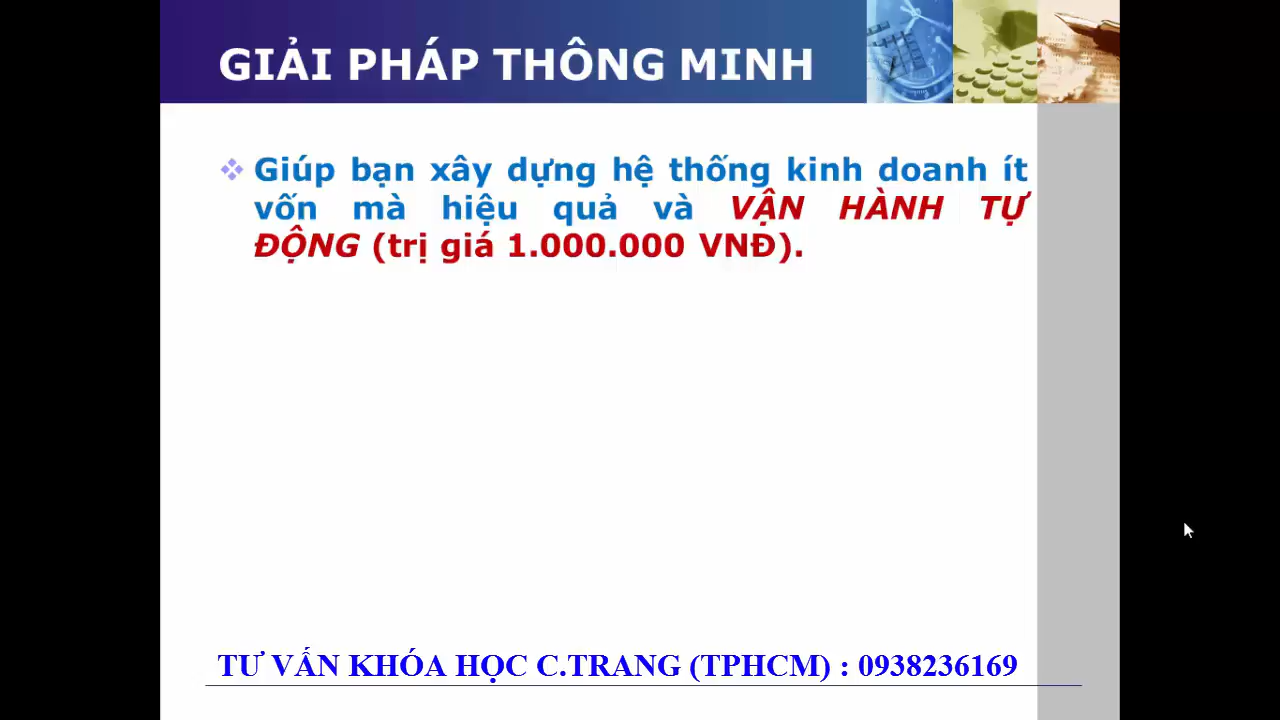 GIẢI PHÁP THÔNG MINH
Giúp bạn xây dựng hệ thống kinh doanh ít
vốn mà hiệu quả và VẬN HÀNH TỰ
ĐỘNG (trị giá 1.000.000 VNĐ).
TƯ VẤN KHÓA HỌC C.TRANG (TPHCM) : 0938236169